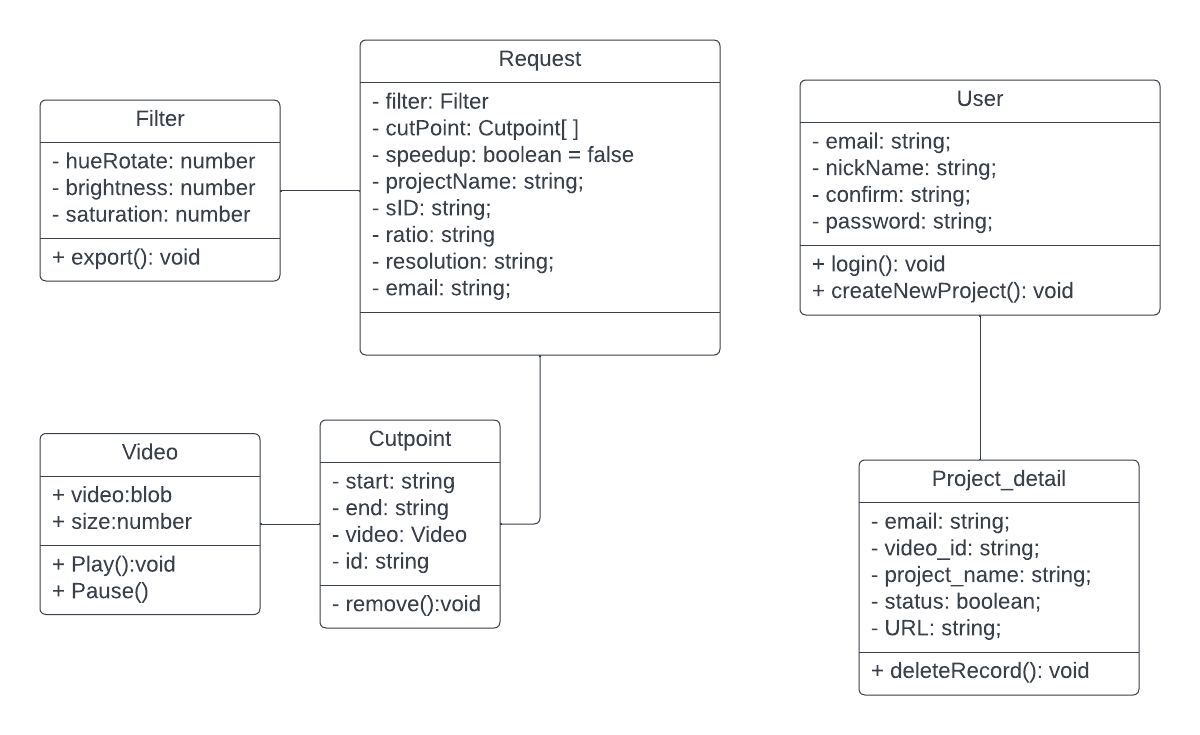 Request
- filter: Filter
- cutPoint: Cutpoint[ ]
- speedup: boolean = false
- projectName: string;
- sID: string;
- ratio: string
- resolution: string;
- email: string;
User
- email: string;
- nickName: string;
- confirm: string;
- password: string;
+ login(): void
+ createNewProject(): void
Filter
- hueRotate: number
- brightness: number
- saturation: number
+ export(): void
Video
+ video:blob
+ size:number
+ Play():void
+ Pause()
Cutpoint
- start: string
- end: string
- video: Video
- id: string
- remove():void
Project_detail
- email: string;
- video_id: string;
- project_name: string;
- status: boolean;
- URL: string;
+ deleteRecord(): void